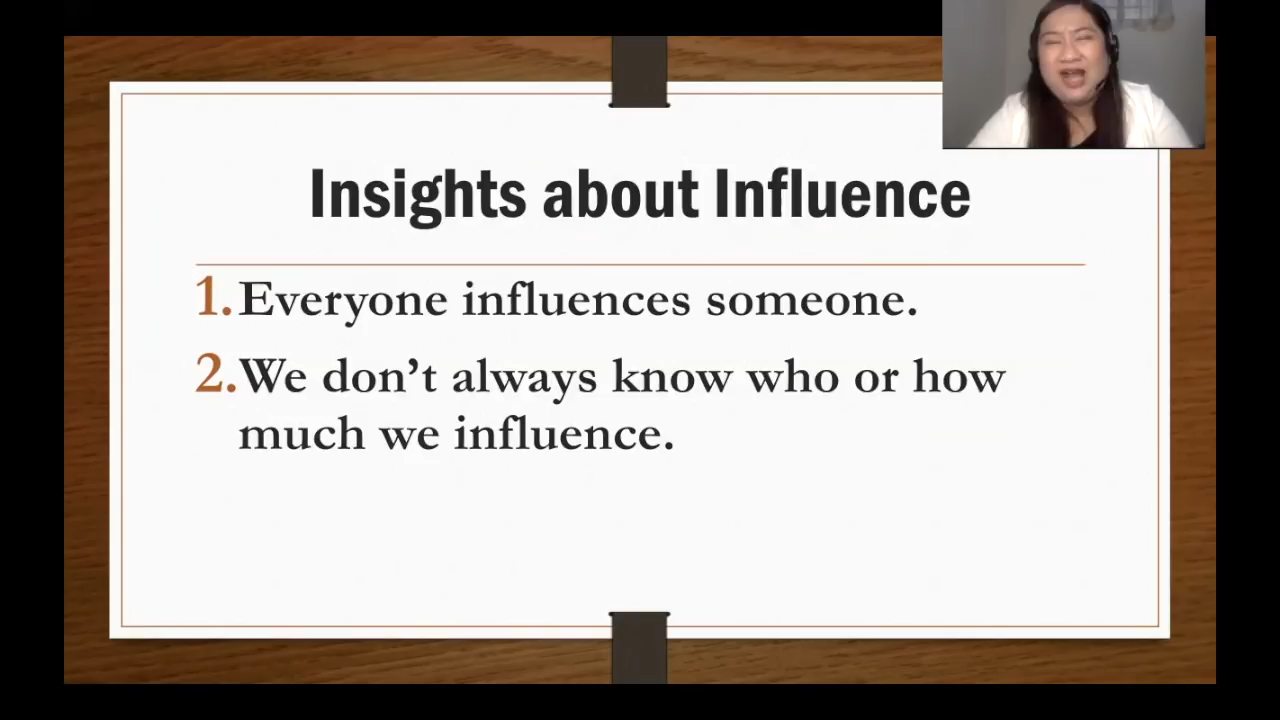 Insights about Influence
1. Everyone influences someone.
2. We don’t always know who or how
much we influence.